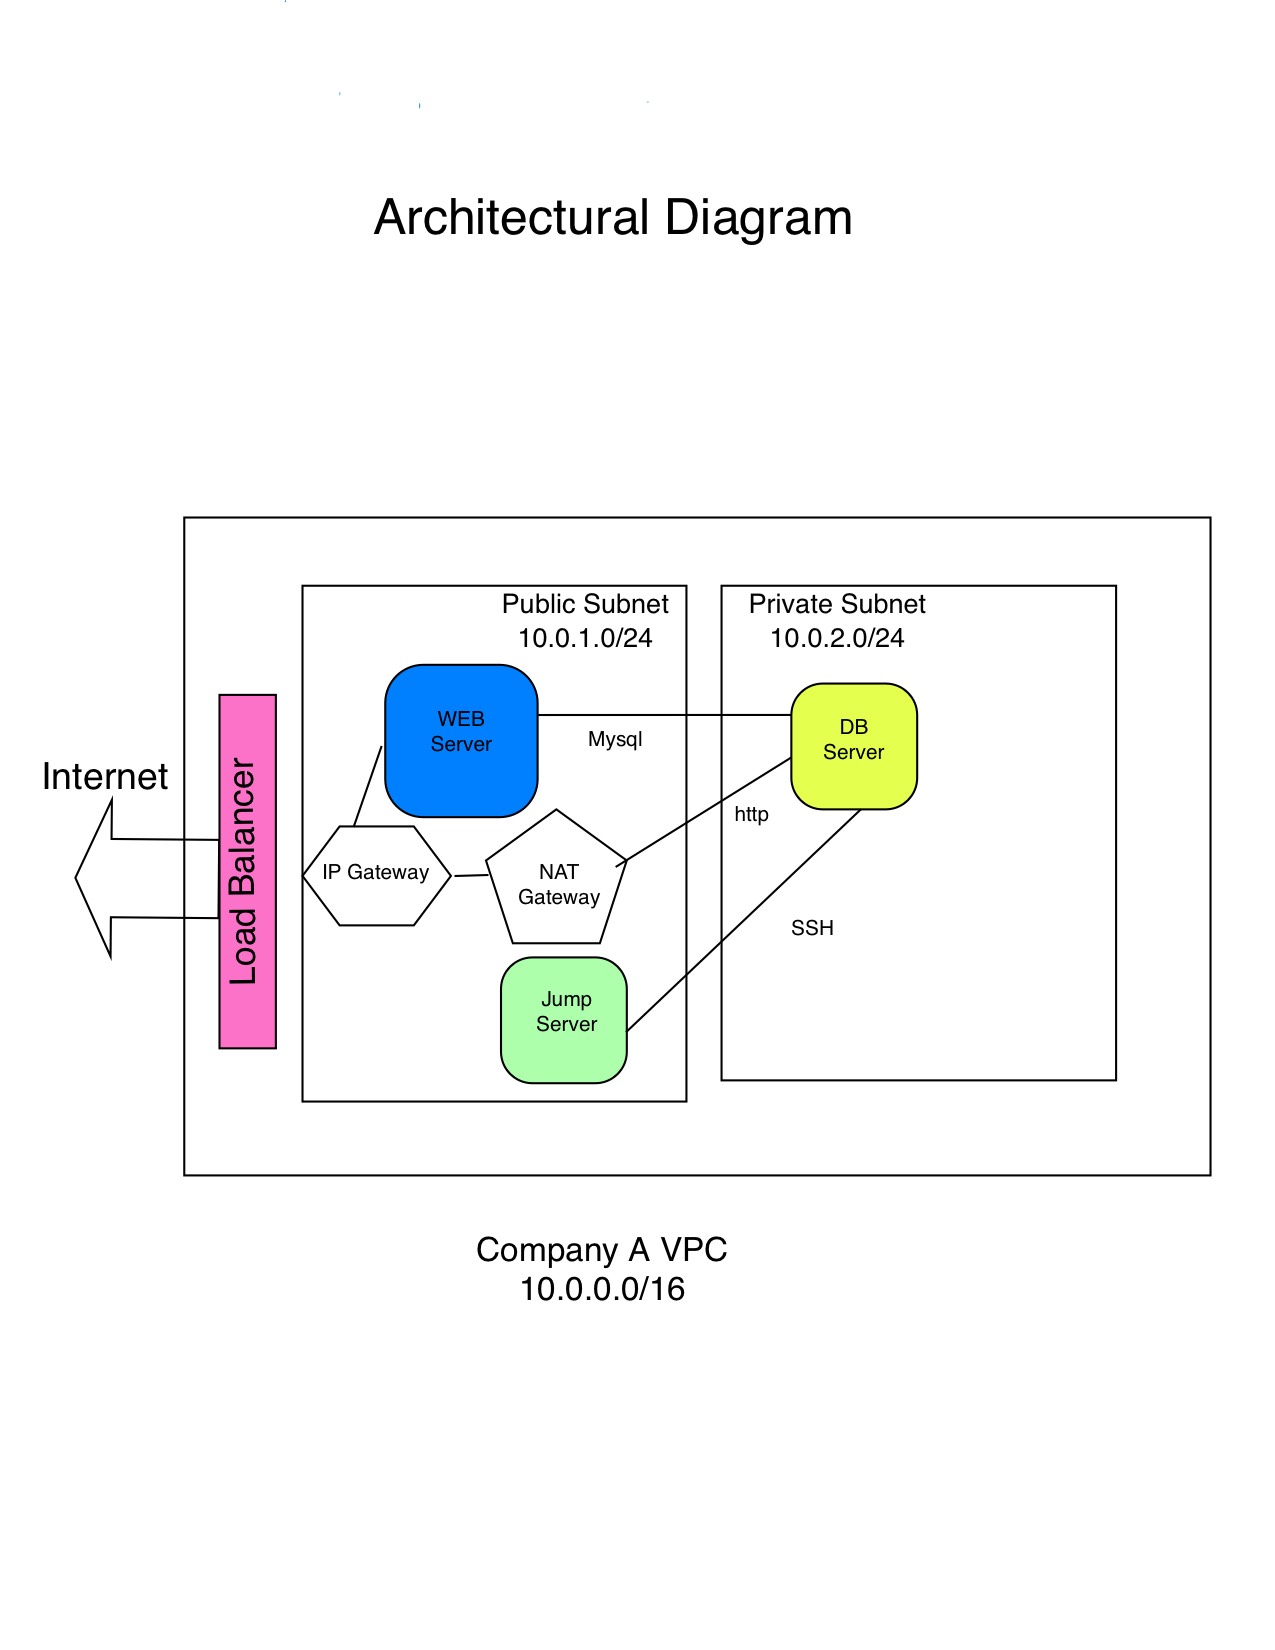 Architectural Diagram
Public Subnet
10.0.1.0/24
Private Subnet
10.0.2.0/24
WEB
Server
DB
Server
Mysql
Internet
Load Balancer
http
IP Gateway
NAT
Gateway
SSH
Jump
Server
Company A VPC
10.0.0.0/16